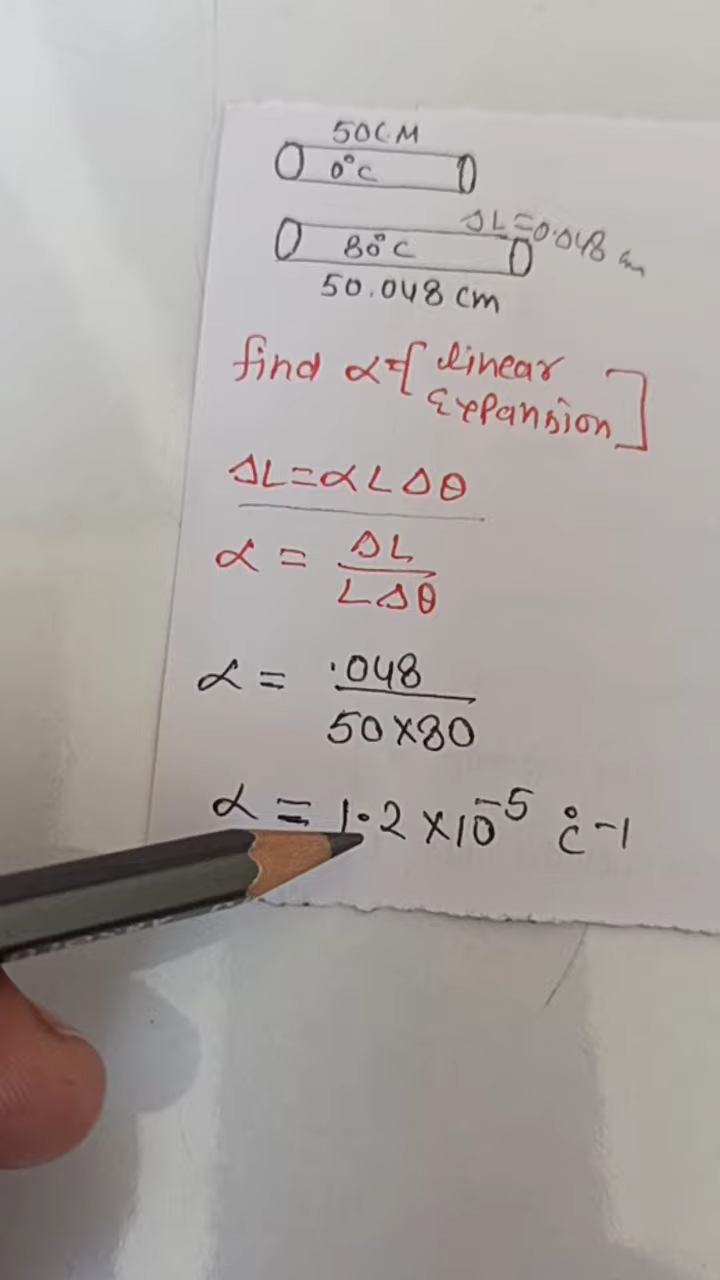 50CM
0°C
ΔL=0.048 cm
80°C
50.048 cm
find α=[linear
expansion]
ΔL=αLΔθ
α = ΔL
LΔθ
α = .048
50×80
α = 1.2×10⁻⁵ °C⁻¹